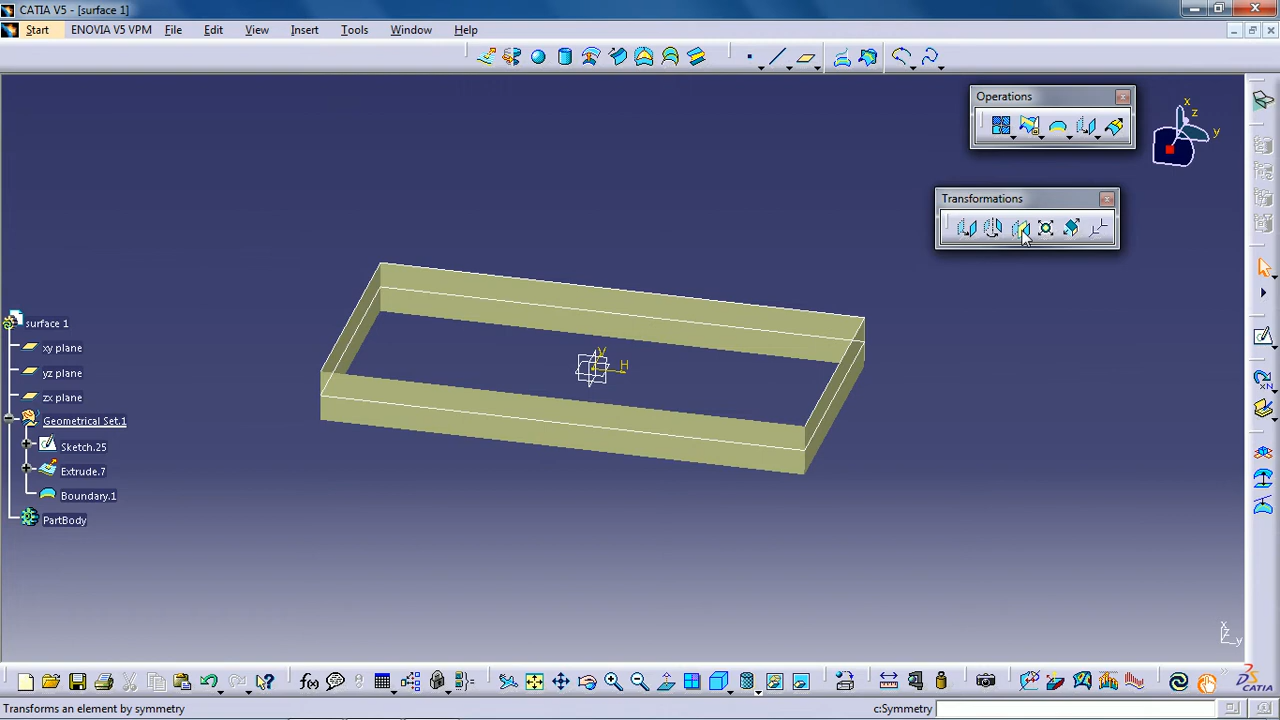 CATIA V5 - [surface 1]
Start ENOVIA V5 VPM File Edit View Insert Tools Window Help
Operations
x
z
y
Transformations
V
H
surface 1
xy plane
yz plane
zx plane
Geometrical Set.1
Sketch.25
Extrude.7
Boundary.1
PartBody
x
z
y
f(x)
CATIA
Transforms an element by symmetry
c:Symmetry